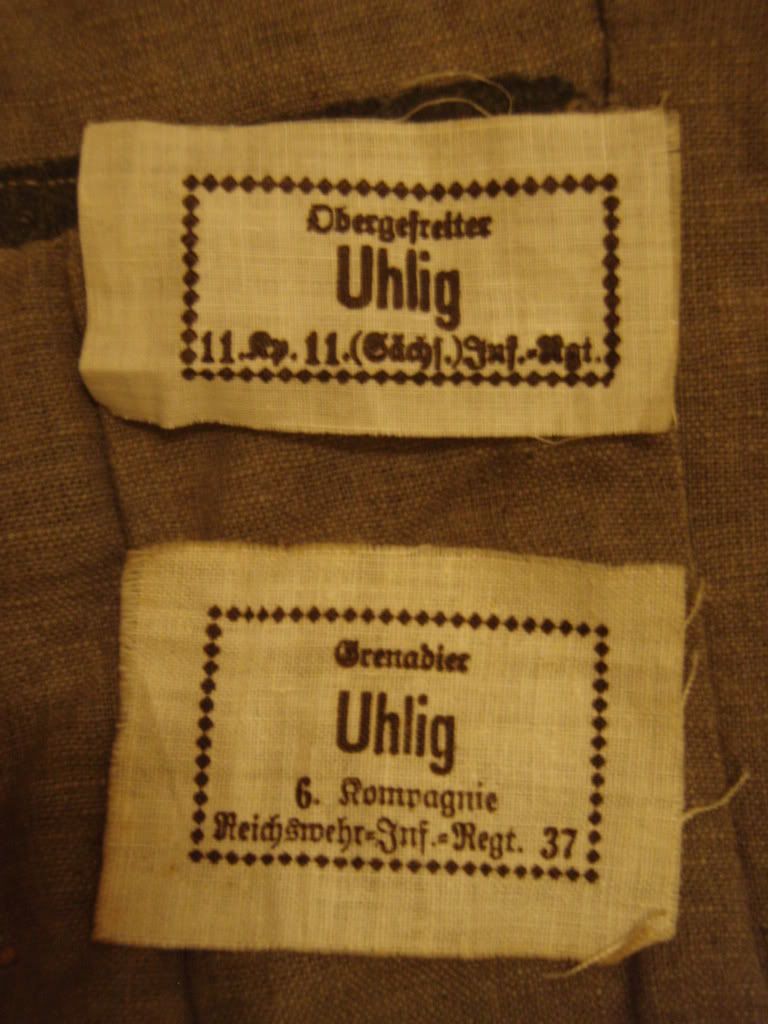 Obergefreiter
Uhlig
11.Kp. 11.(Sächs.)Inf.-Rgt.
Grenadier
Uhlig
6. Kompagnie
Reichswehr-Inf.-Regt. 37